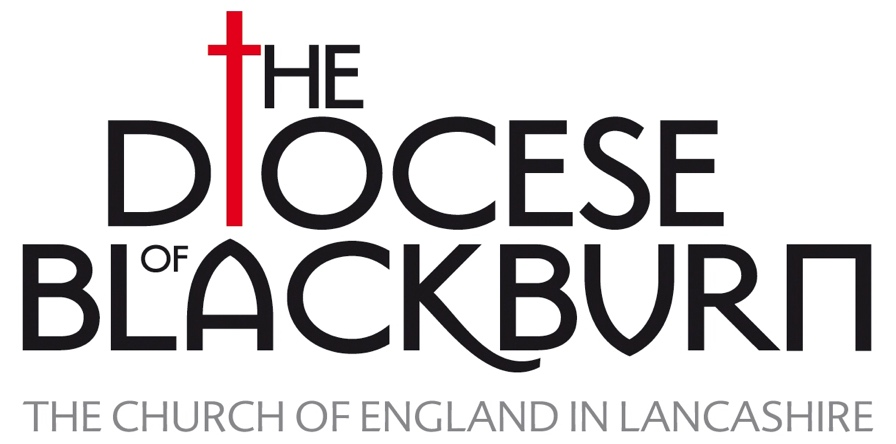 THE
DIOCESE
OF
BLACKBURN
THE CHURCH OF ENGLAND IN LANCASHIRE